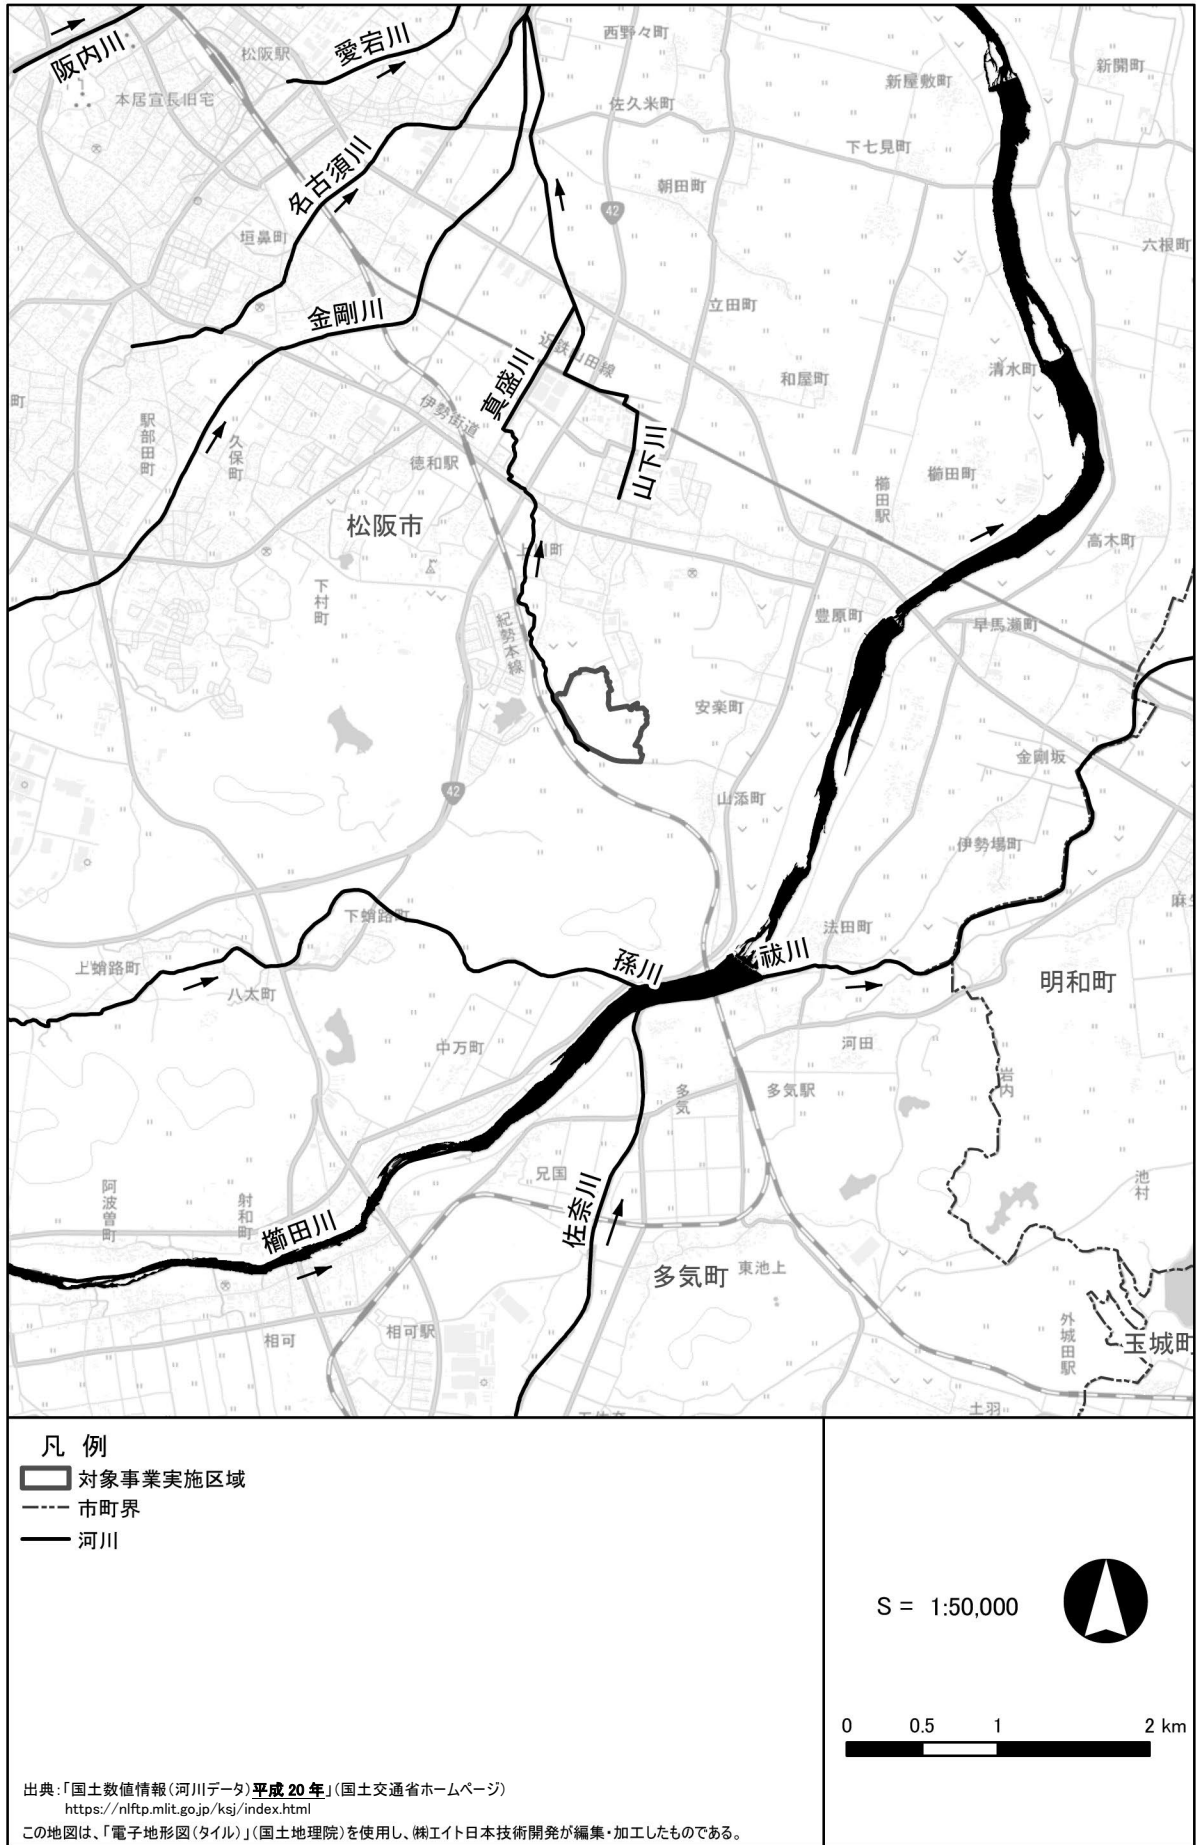 西野々町
阪内川
松阪駅
愛宕川
新屋敷町
新開町
本居宣長旧宅
佐久米町
下七見町
名古須川
朝田町
42
垣鼻町
六根町
金剛川
立田町
近鉄山田線
真盛川
和屋町
清水町
町
伊勢街道
駅部田町
久保町
徳和駅
山下川
櫛田町
櫛田駅
松阪市
上川町
高木町
下村町
紀勢本線
豊原町
早馬瀬町
安楽町
金剛坂
42
山添町
伊勢場町
下蛸路町
法田町
上蛸路町
孫川
祓川
八太町
明和町
中万町
河田
多気
多気駅
岩内
兄国
池村
阿波曽町
射和町
佐奈川
櫛田川
多気町
東池上
相可
相可駅
外城田駅
玉城町
土羽
凡 例
対象事業実施区域
市町界
河川
S = 1:50,000
0 0.5 1 2 km
出典:「国土数値情報(河川データ)平成 20 年」(国土交通省ホームページ)
https://nlftp.mlit.go.jp/ksj/index.html
この地図は、「電子地形図(タイル)」(国土地理院)を使用し、㈱エイト日本技術開発が編集・加工したものである。